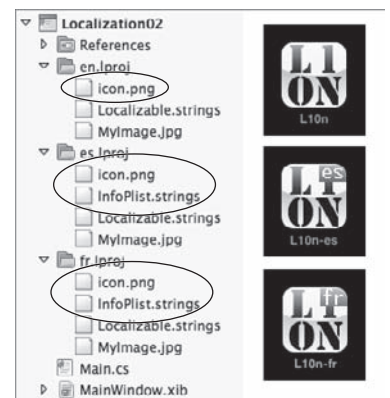 Localization02
References
en.lproj
icon.png
Localizable.strings
MyImage.jpg
es.lproj
icon.png
InfoPlist.strings
Localizable.strings
MyImage.jpg
fr.lproj
icon.png
InfoPlist.strings
Localizable.strings
MyImage.jpg
Main.cs
MainWindow.xib
L1
ON
L10n
L1 es
ON
L10n-es
L1 fr
ON
L10n-fr